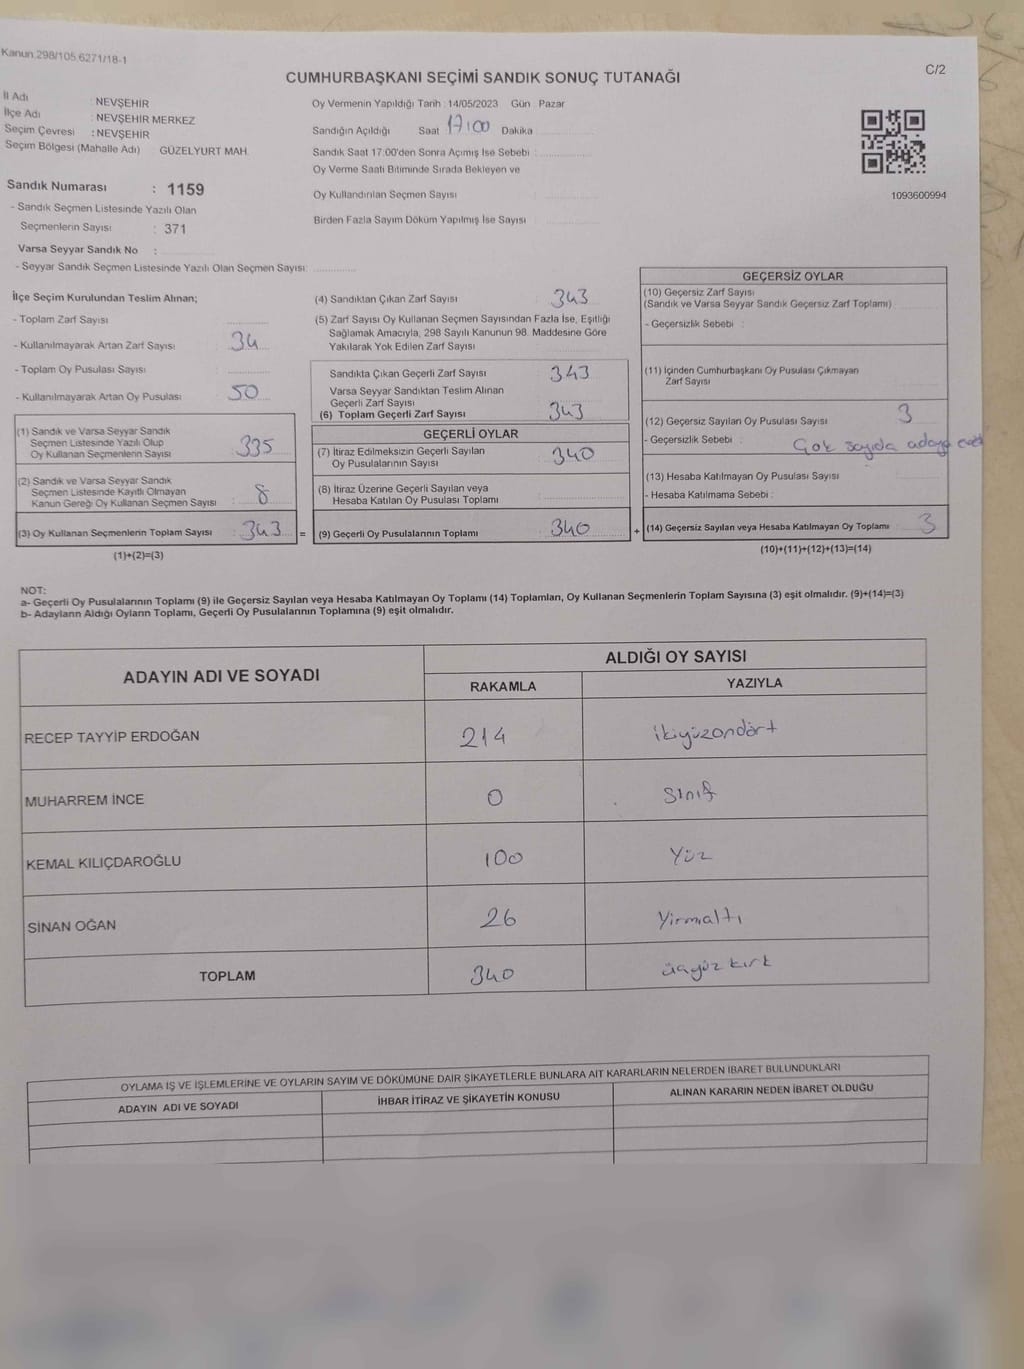 Kanun:298/105.6271/18-1
C/2
CUMHURBAŞKANI SEÇİMİ SANDIK SONUÇ TUTANAĞI
İl Adı : NEVŞEHİR
İlçe Adı : NEVŞEHİR MERKEZ
Seçim Çevresi : NEVŞEHİR
Seçim Bölgesi (Mahalle Adı) GÜZELYURT MAH.
Sandık Numarası : 1159
- Sandık Seçmen Listesinde Yazılı Olan
Seçmenlerin Sayısı : 371
Varsa Seyyar Sandık No :
- Seyyar Sandık Seçmen Listesinde Yazılı Olan Seçmen Sayısı:
Oy Vermenin Yapıldığı Tarih : 14/05/2023 Gün : Pazar
Sandığın Açıldığı Saat 17:00 Dakika
Sandık Saat 17:00'den Sonra Açımış İse Sebebi :
Oy Verme Saati Bitiminde Sırada Bekleyen ve
Oy Kullandırılan Seçmen Sayısı
Birden Fazla Sayım Döküm Yapılmış İse Sayısı
1093600994
İlçe Seçim Kurulundan Teslim Alınan;
- Toplam Zarf Sayısı
- Kullanılmayarak Artan Zarf Sayısı : 34
- Toplam Oy Pusulası Sayısı
- Kullanılmayarak Artan Oy Pusulası 50
(1) Sandık ve Varsa Seyyar Sandık
Seçmen Listesinde Yazılı Olup
Oy Kullanan Seçmenlerin Sayısı : 335
(2) Sandık ve Varsa Seyyar Sandık
Seçmen Listesinde Kayıtlı Olmayan
Kanun Gereği Oy Kullanan Seçmen Sayısı : 8
(3) Oy Kullanan Seçmenlerin Toplam Sayısı : 343 =
(1)+(2)=(3)
(4) Sandıktan Çıkan Zarf Sayısı 343
(5) Zarf Sayısı Oy Kullanan Seçmen Sayısından Fazla İse, Eşitliği
Sağlamak Amacıyla, 298 Sayılı Kanunun 98. Maddesine Göre
Yakılarak Yok Edilen Zarf Sayısı
Sandıkta Çıkan Geçerli Zarf Sayısı 343
Varsa Seyyar Sandıktan Teslim Alınan
Geçerli Zarf Sayısı
(6) Toplam Geçerli Zarf Sayısı 343
GEÇERLİ OYLAR
(7) İtiraz Edilmeksizin Geçerli Sayılan
Oy Pusulalarının Sayısı 340
(8) İtiraz Üzerine Geçerli Sayılan veya
Hesaba Katılan Oy Pusulası Toplamı
(9) Geçerli Oy Pusulalarının Toplamı 340 +
GEÇERSİZ OYLAR
(10) Geçersiz Zarf Sayısı
(Sandık ve Varsa Seyyar Sandık Geçersiz Zarf Toplamı)
- Geçersizlik Sebebi :
(11) İçinden Cumhurbaşkanı Oy Pusulası Çıkmayan
Zarf Sayısı
(12) Geçersiz Sayılan Oy Pusulası Sayısı 3
- Geçersizlik Sebebi : Çok sayıda adaya evet
(13) Hesaba Katılmayan Oy Pusulası Sayısı
- Hesaba Katılmama Sebebi :
(14) Geçersiz Sayılan veya Hesaba Katılmayan Oy Toplamı 3
(10)+(11)+(12)+(13)=(14)
NOT:
a- Geçerli Oy Pusulalarının Toplamı (9) ile Geçersiz Sayılan veya Hesaba Katılmayan Oy Toplamı (14) Toplamları, Oy Kullanan Seçmenlerin Toplam Sayısına (3) eşit olmalıdır. (9)+(14)=(3)
b- Adayların Aldığı Oyların Toplamı, Geçerli Oy Pusulalarının Toplamına (9) eşit olmalıdır.
ADAYIN ADI VE SOYADI ALDIĞI OY SAYISI
RAKAMLA YAZIYLA
RECEP TAYYİP ERDOĞAN 214 ikiyüzondört
MUHARREM İNCE 0 Sınıf
KEMAL KILIÇDAROĞLU 100 Yüz
SİNAN OĞAN 26 Yirmialtı
TOPLAM 340 üçyüz kırk
OYLAMA İŞ VE İŞLEMLERİNE VE OYLARIN SAYIM VE DÖKÜMÜNE DAİR ŞİKAYETLERLE BUNLARA AİT KARARLARIN NELERDEN İBARET BULUNDUKLARI
ADAYIN ADI VE SOYADI İHBAR İTİRAZ VE ŞİKAYETİN KONUSU ALINAN KARARIN NEDEN İBARET OLDUĞU